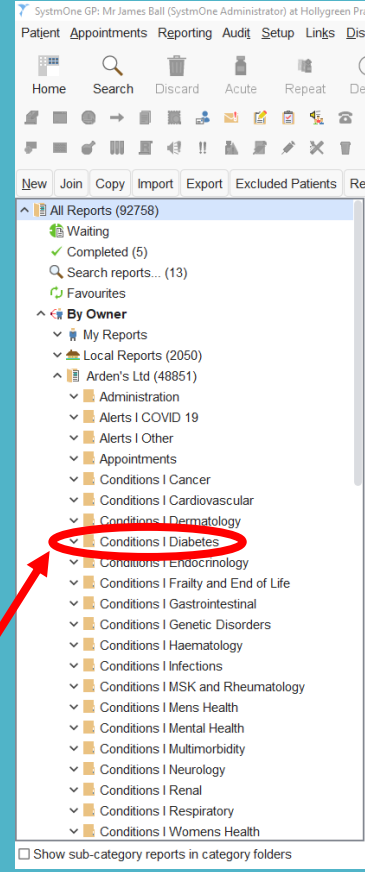 SystmOne GP: Mr James Ball (SystmOne Administrator) at Hollygreen Pra
Patient Appointments Reporting Audit Setup Links Dis
Home Search Discard Acute Repeat De
New Join Copy Import Export Excluded Patients Re
All Reports (92758)
Waiting
Completed (5)
Search reports... (13)
Favourites
By Owner
My Reports
Local Reports (2050)
Arden's Ltd (48851)
Administration
Alerts I COVID 19
Alerts I Other
Appointments
Conditions I Cancer
Conditions I Cardiovascular
Conditions I Dermatology
Conditions I Diabetes
Conditions I Endocrinology
Conditions I Frailty and End of Life
Conditions I Gastrointestinal
Conditions I Genetic Disorders
Conditions I Haematology
Conditions I Infections
Conditions I MSK and Rheumatology
Conditions I Mens Health
Conditions I Mental Health
Conditions I Multimorbidity
Conditions I Neurology
Conditions I Renal
Conditions I Respiratory
Conditions I Womens Health
Show sub-category reports in category folders